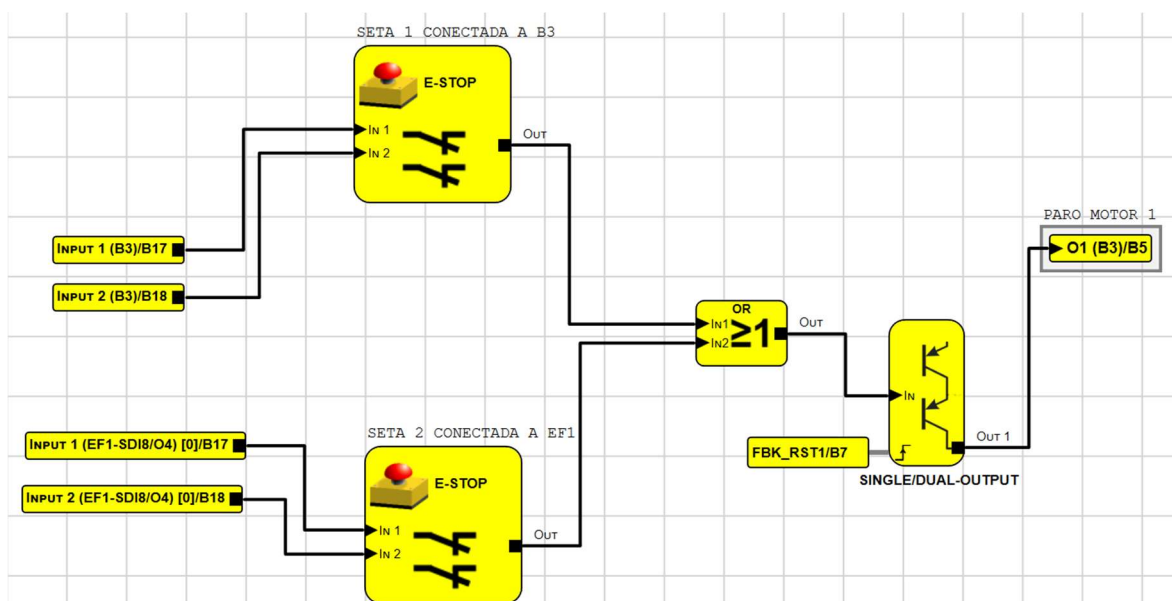 SETA 1 CONECTADA A B3
E-STOP
IN 1
IN 2
OUT
INPUT 1 (B3)/B17
INPUT 2 (B3)/B18
PARO MOTOR 1
O1 (B3)/B5
OR
IN1
IN2
≥1
OUT
IN
OUT 1
FBK_RST1/B7
SINGLE/DUAL-OUTPUT
SETA 2 CONECTADA A EF1
INPUT 1 (EF1-SDI8/O4) [0]/B17
INPUT 2 (EF1-SDI8/O4) [0]/B18
E-STOP
IN 1
IN 2
OUT